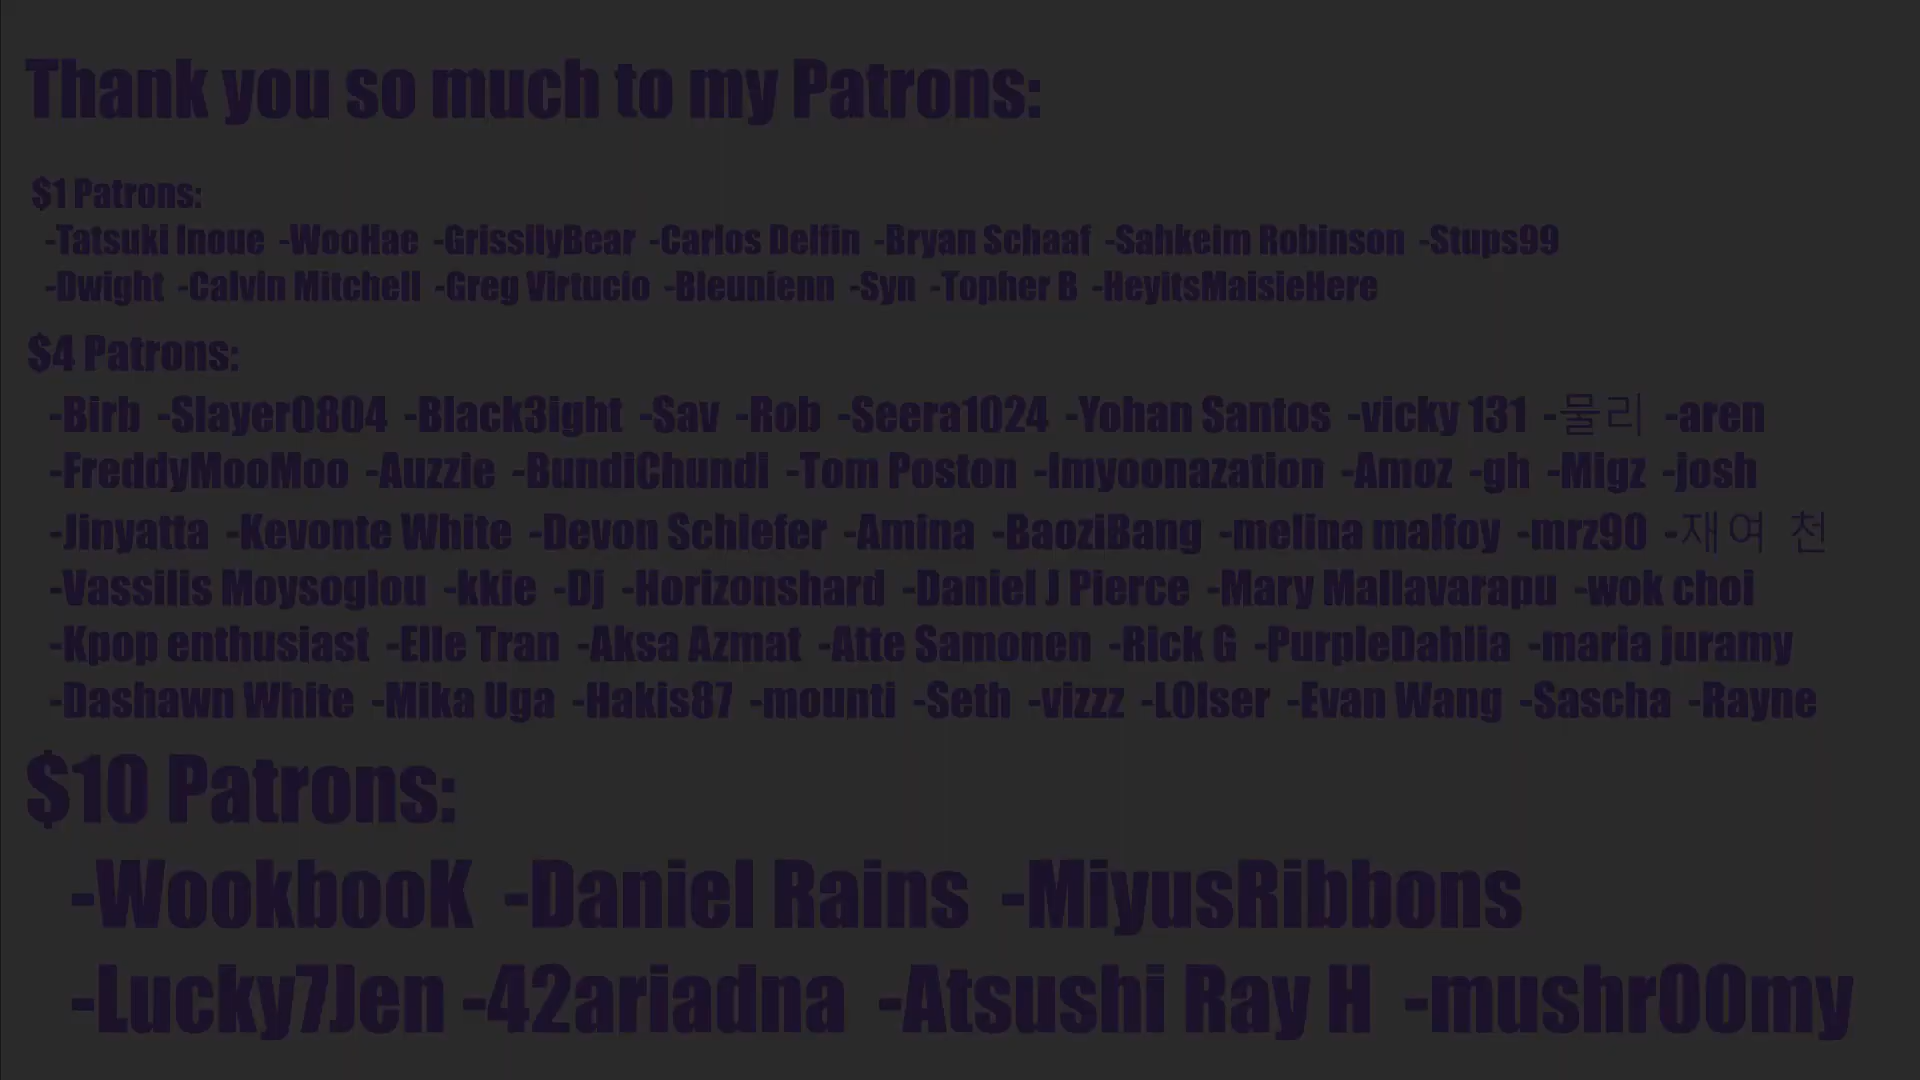 Thank you so much to my Patrons:
$1 Patrons:
-Tatsuki Inoue -WooHae -GrissllyBear -Carlos Delfin -Bryan Schaaf -Sahkeim Robinson -Stups99
-Dwight -Calvin Mitchell -Greg Virtucio -Bleunienn -Syn -Topher B -HeyItsMaisieHere
$4 Patrons:
-Birb -Slayer0804 -Black3ight -Sav -Rob -Seera1024 -Yohan Santos -vicky 131 -물리 -aren
-FreddyMooMoo -Auzzie -BundiChundi -Tom Poston -Imyoonazation -Amoz -gh -Migz -josh
-Jinyatta -Kevonte White -Devon Schiefer -Amina -BaoziBang -melina malfoy -mrz90 -재여 천
-Vassilis Moysoglou -kkie -Dj -Horizonshard -Daniel J Pierce -Mary Mallavarapu -wok choi
-Kpop enthusiast -Elle Tran -Aksa Azmat -Atte Samonen -Rick G -PurpleDahlia -maria juramy
-Dashawn White -Mika Uga -Hakis87 -mounti -Seth -vizzz -L0lser -Evan Wang -Sascha -Rayne
$10 Patrons:
-WookbooK -Daniel Rains -MiyusRibbons
-Lucky7Jen -42ariadna -Atsushi Ray H -mushr00my